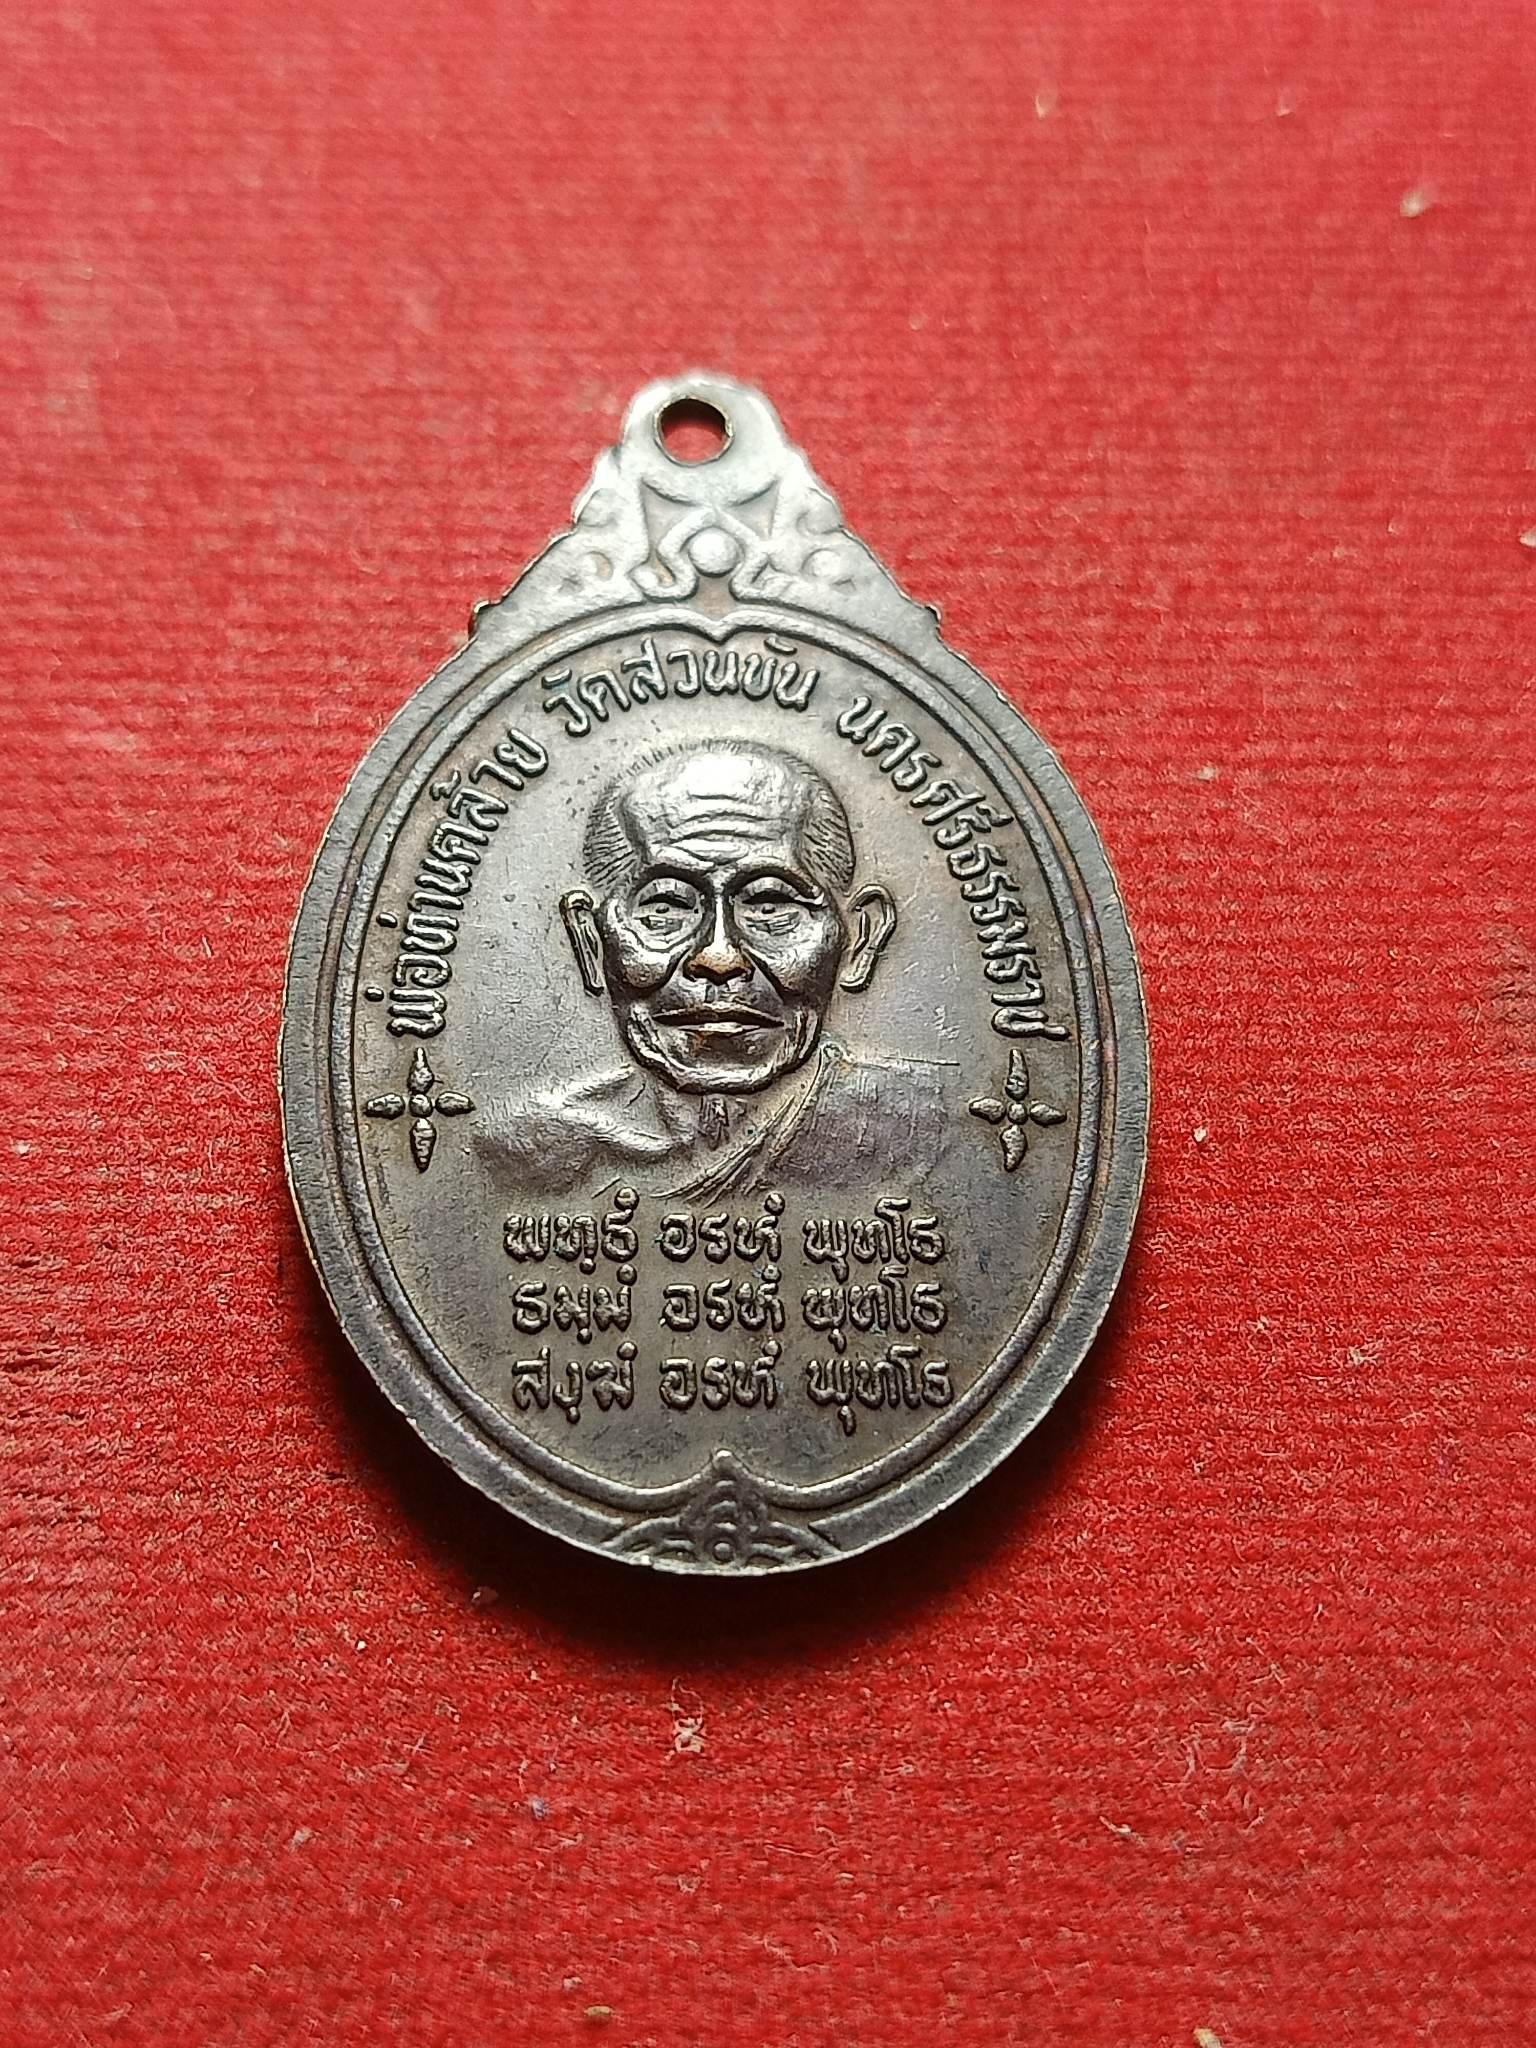 พ่อท่านคล้าย วัดสวนขัน นครศรีธรรมราช
พทฺธํ อรหํ พุทโธ
ธมฺมํ อรหํ พุทโธ
สงฺฆํ อรหํ พุทโธ